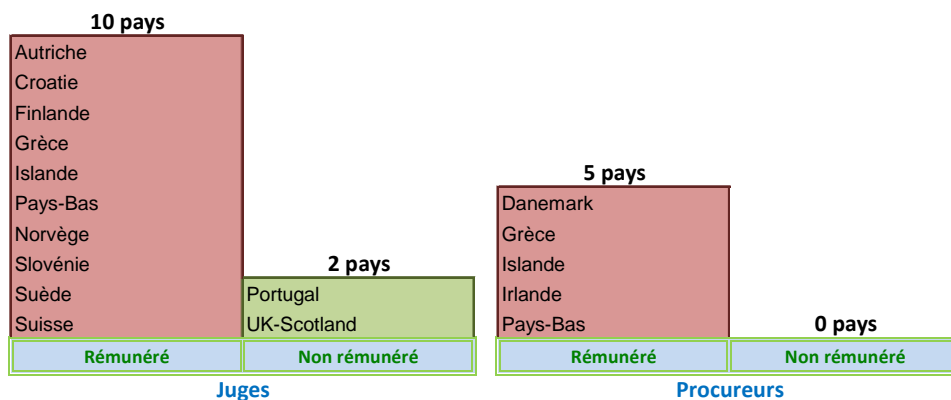 10 pays
Autriche
Croatie
Finlande
Grèce
Islande
Pays-Bas
Norvège
Slovénie
Suède
Suisse
2 pays
Portugal
UK-Scotland
Rémunéré
Non rémunéré
Juges
5 pays
Danemark
Grèce
Islande
Irlande
Pays-Bas
0 pays
Rémunéré
Non rémunéré
Procureurs